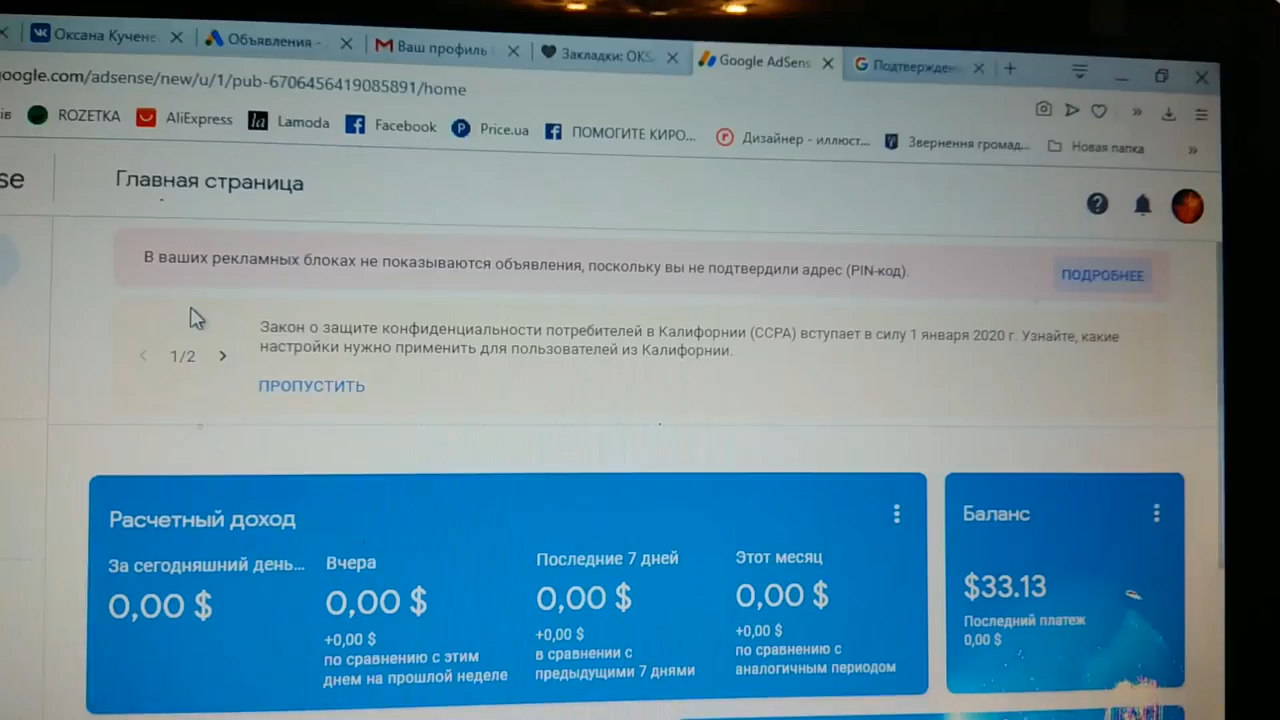 Оксана Кучене
Объявления -
Ваш профиль
Закладки: OKS
Google AdSens
Подтвержден
google.com/adsense/new/u/1/pub-6706456419085891/home
ів
ROZETKA
AliExpress
la
Lamoda
Facebook
Price.ua
ПОМОГИТЕ КИРО...
Дизайнер - иллюст...
Звернення громад...
Новая папка
se
Главная страница
В ваших рекламных блоках не показываются объявления, поскольку вы не подтвердили адрес (PIN-код).
ПОДРОБНЕЕ
Закон о защите конфиденциальности потребителей в Калифорнии (CCPA) вступает в силу 1 января 2020 г. Узнайте, какие
настройки нужно применить для пользователей из Калифорнии.
1/2
ПРОПУСТИТЬ
Расчетный доход
За сегодняшний день...
0,00 $
Вчера
0,00 $
+0,00 $
по сравнению с этим
днем на прошлой неделе
Последние 7 дней
0,00 $
+0,00 $
в сравнении с
предыдущими 7 днями
Этот месяц
0,00 $
+0,00 $
по сравнению с
аналогичным периодом
Баланс
$33.13
Последний платеж
0,00 $